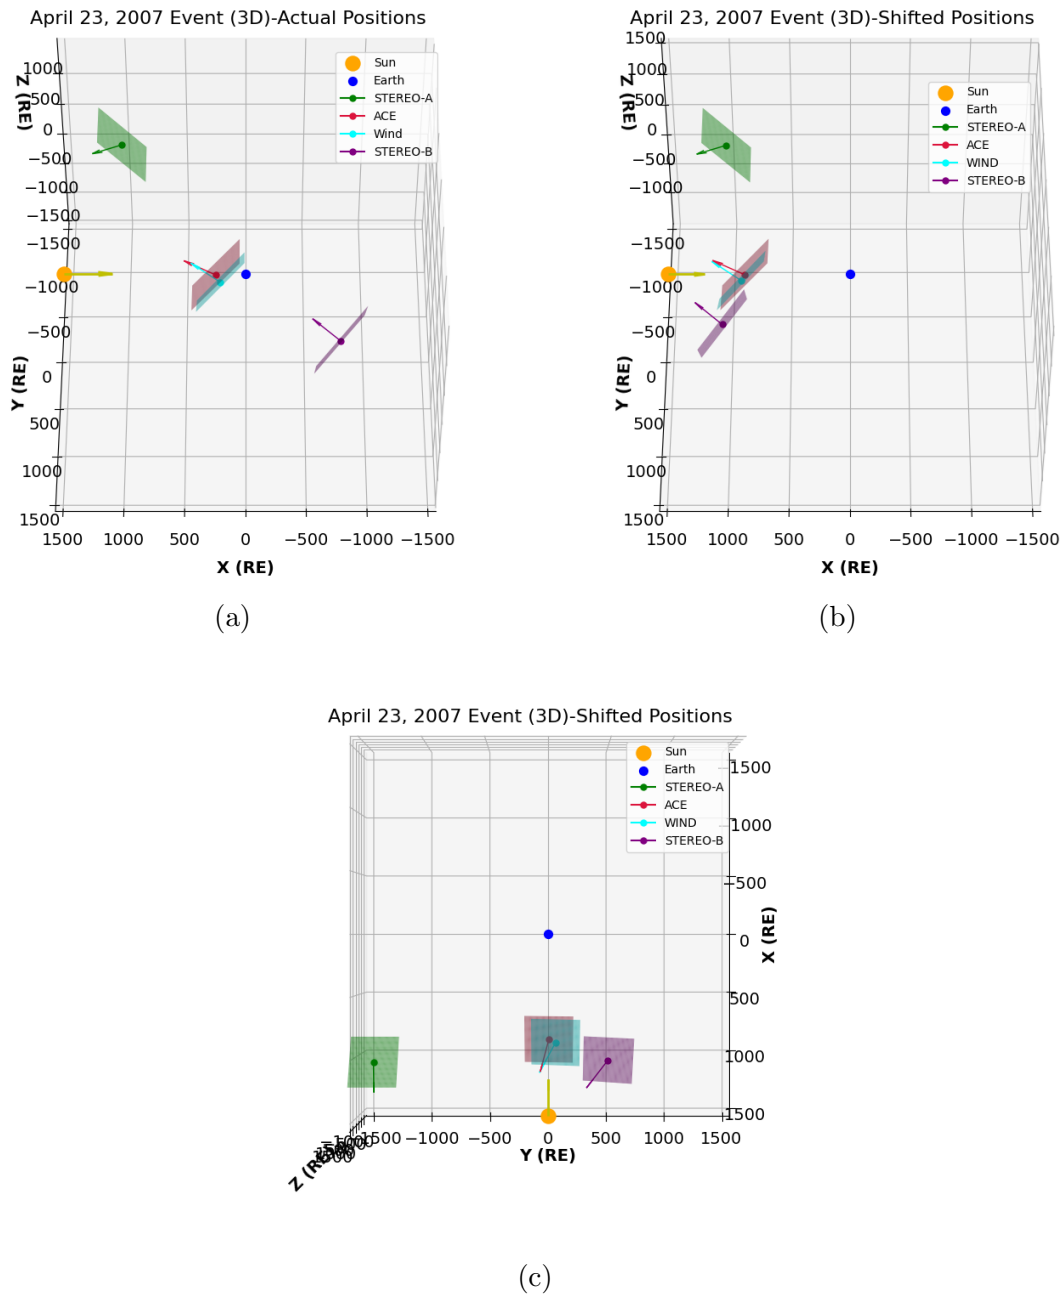 April 23, 2007 Event (3D)-Actual Positions
Sun
Earth
STEREO-A
ACE
Wind
STEREO-B
Z (RE)
1000
500
0
−500
−1000
−1500
−1500
−1000
−500
0
500
1000
1500
Y (RE)
1500 1000 500 0 −500 −1000 −1500
X (RE)
(a)
April 23, 2007 Event (3D)-Shifted Positions
Sun
Earth
STEREO-A
ACE
WIND
STEREO-B
Z (RE)
1500
1000
500
0
−500
−1000
−1500
−1000
−500
0
500
1000
1500
Y (RE)
1500 1000 500 0 −500 −1000 −1500
X (RE)
(b)
April 23, 2007 Event (3D)-Shifted Positions
Sun
Earth
STEREO-A
ACE
WIND
STEREO-B
1500
1000
−500
0
500
1000
1500
X (RE)
−1500 −1000 −500 0 500 1000 1500
Y (RE)
Z (RE)
(c)